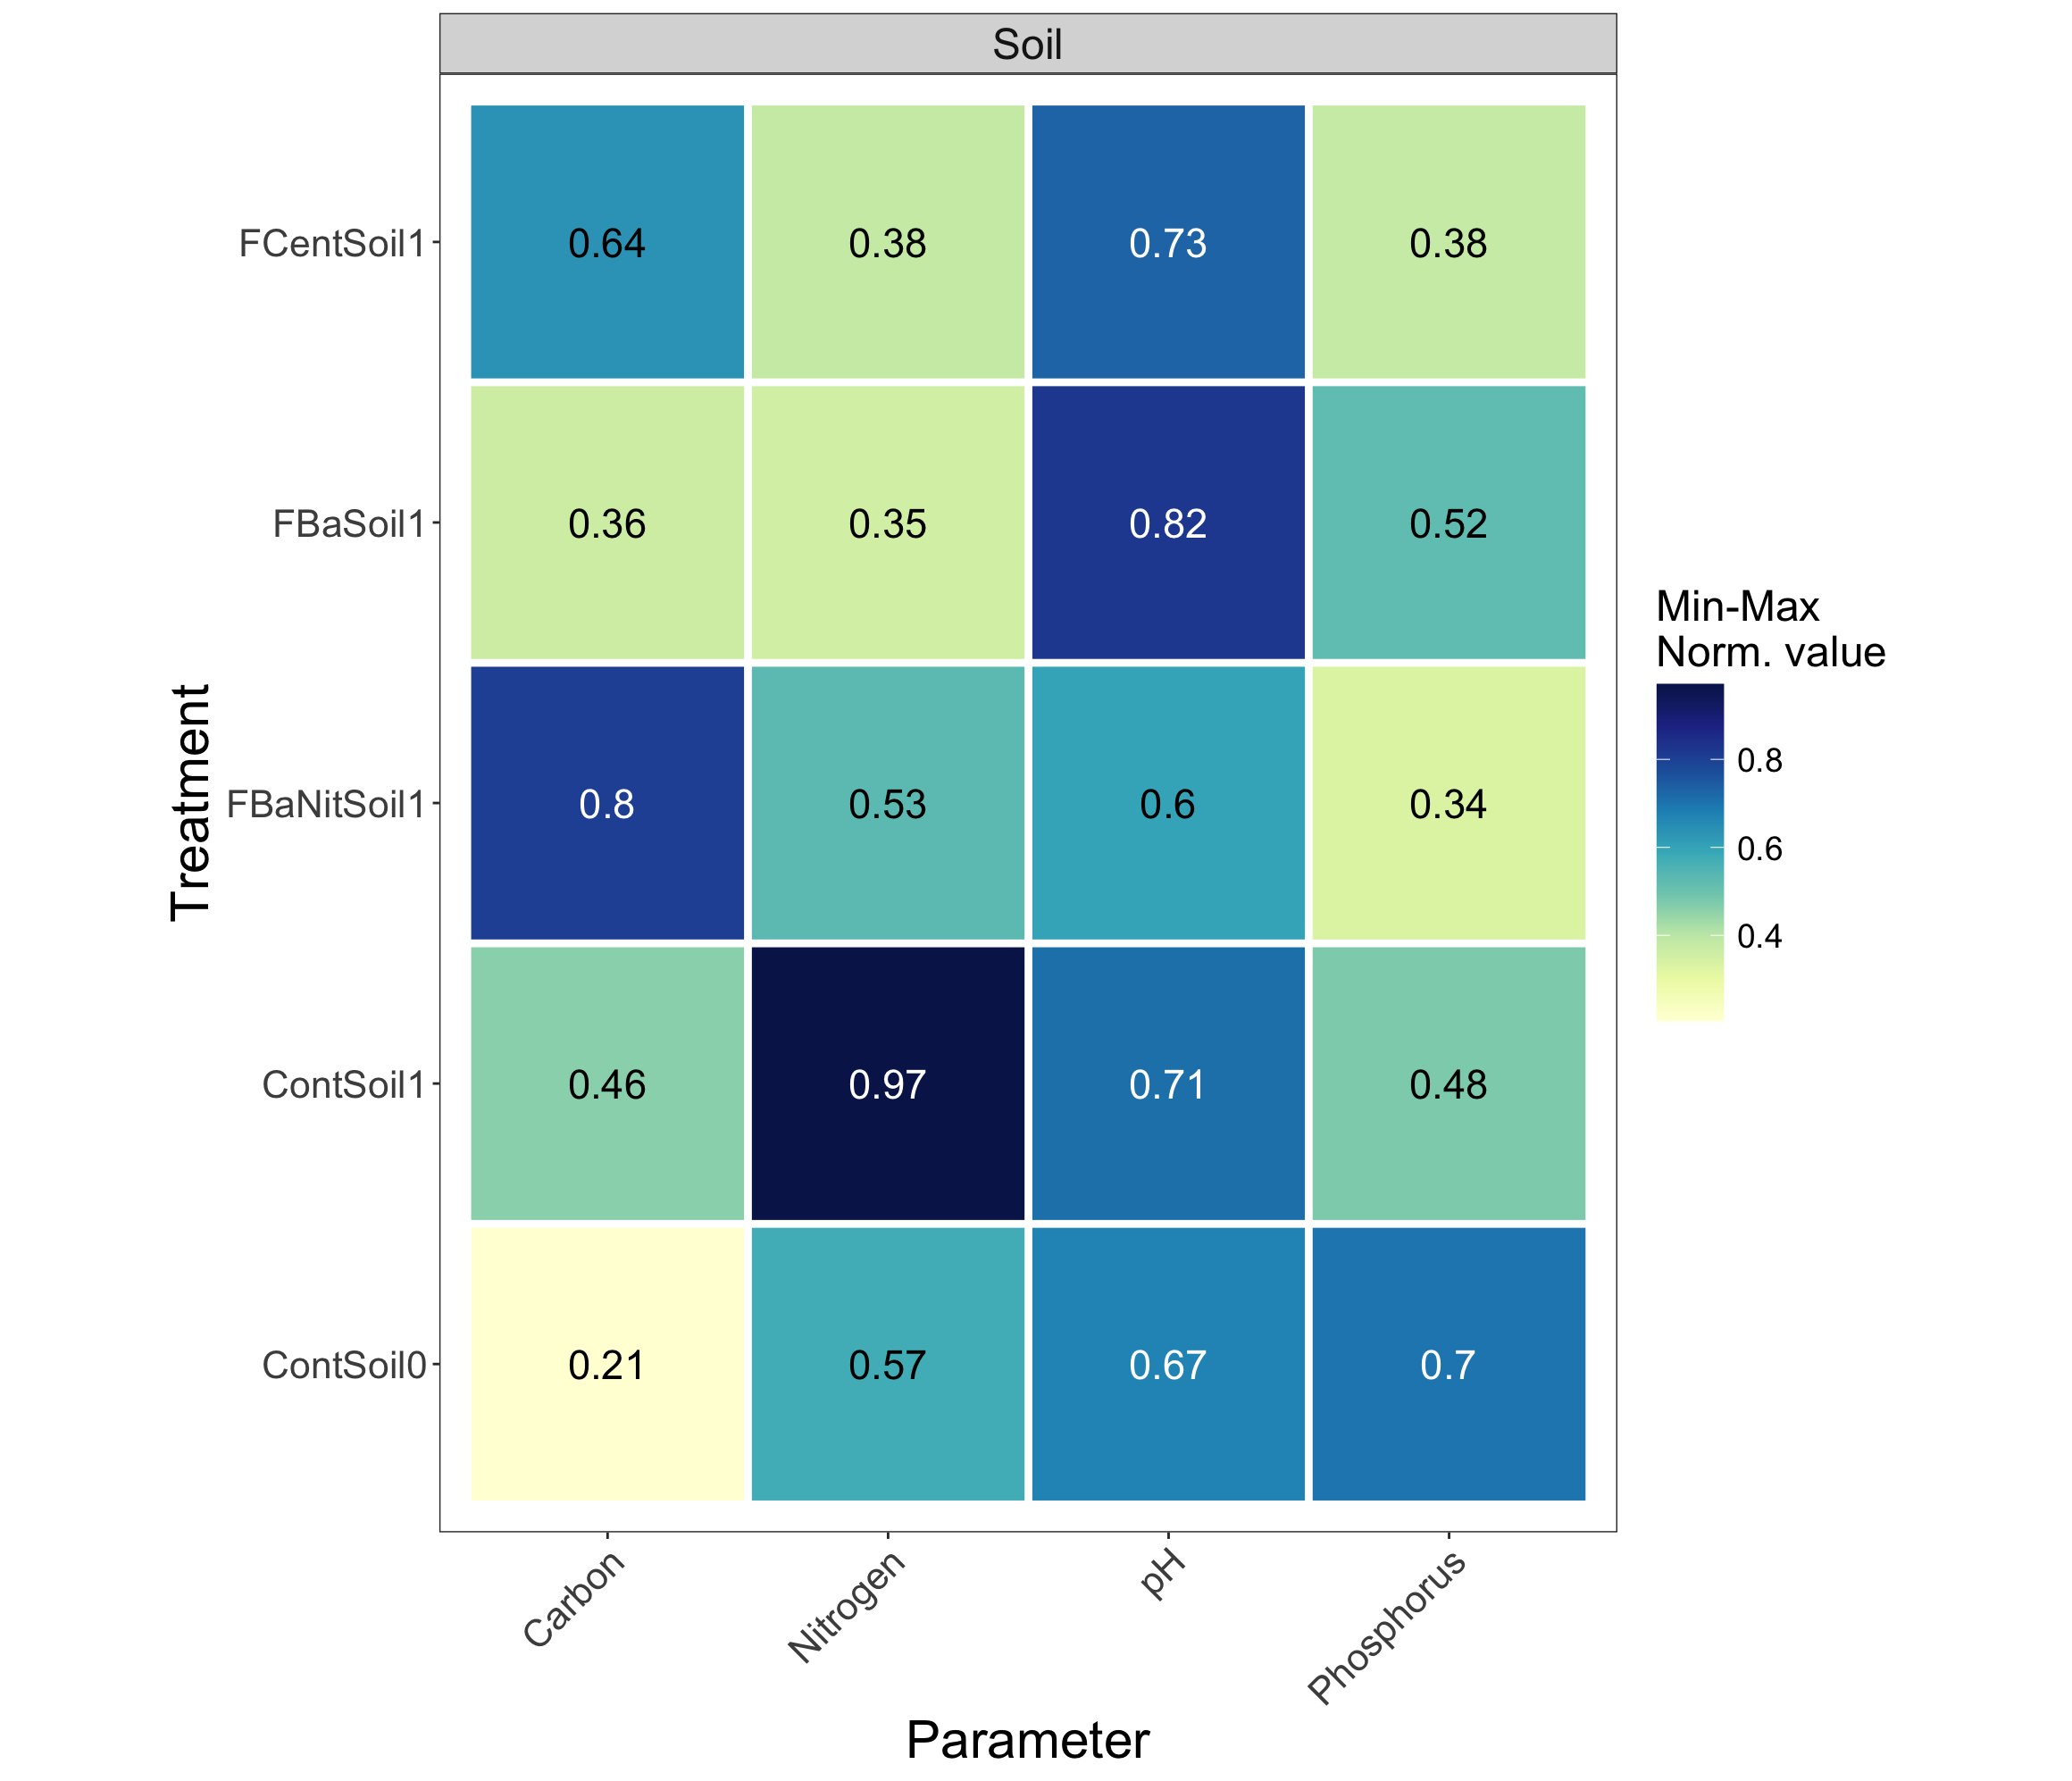 Soil
FCentSoil1
0.64 0.38 0.73 0.38
FBaSoil1
0.36 0.35 0.82 0.52
FBaNitSoil1
0.8 0.53 0.6 0.34
ContSoil1
0.46 0.97 0.71 0.48
ContSoil0
0.21 0.57 0.67 0.7
Treatment
Carbon
Nitrogen
pH
Phosphorus
Parameter
Min-Max
Norm. value
0.8
0.6
0.4